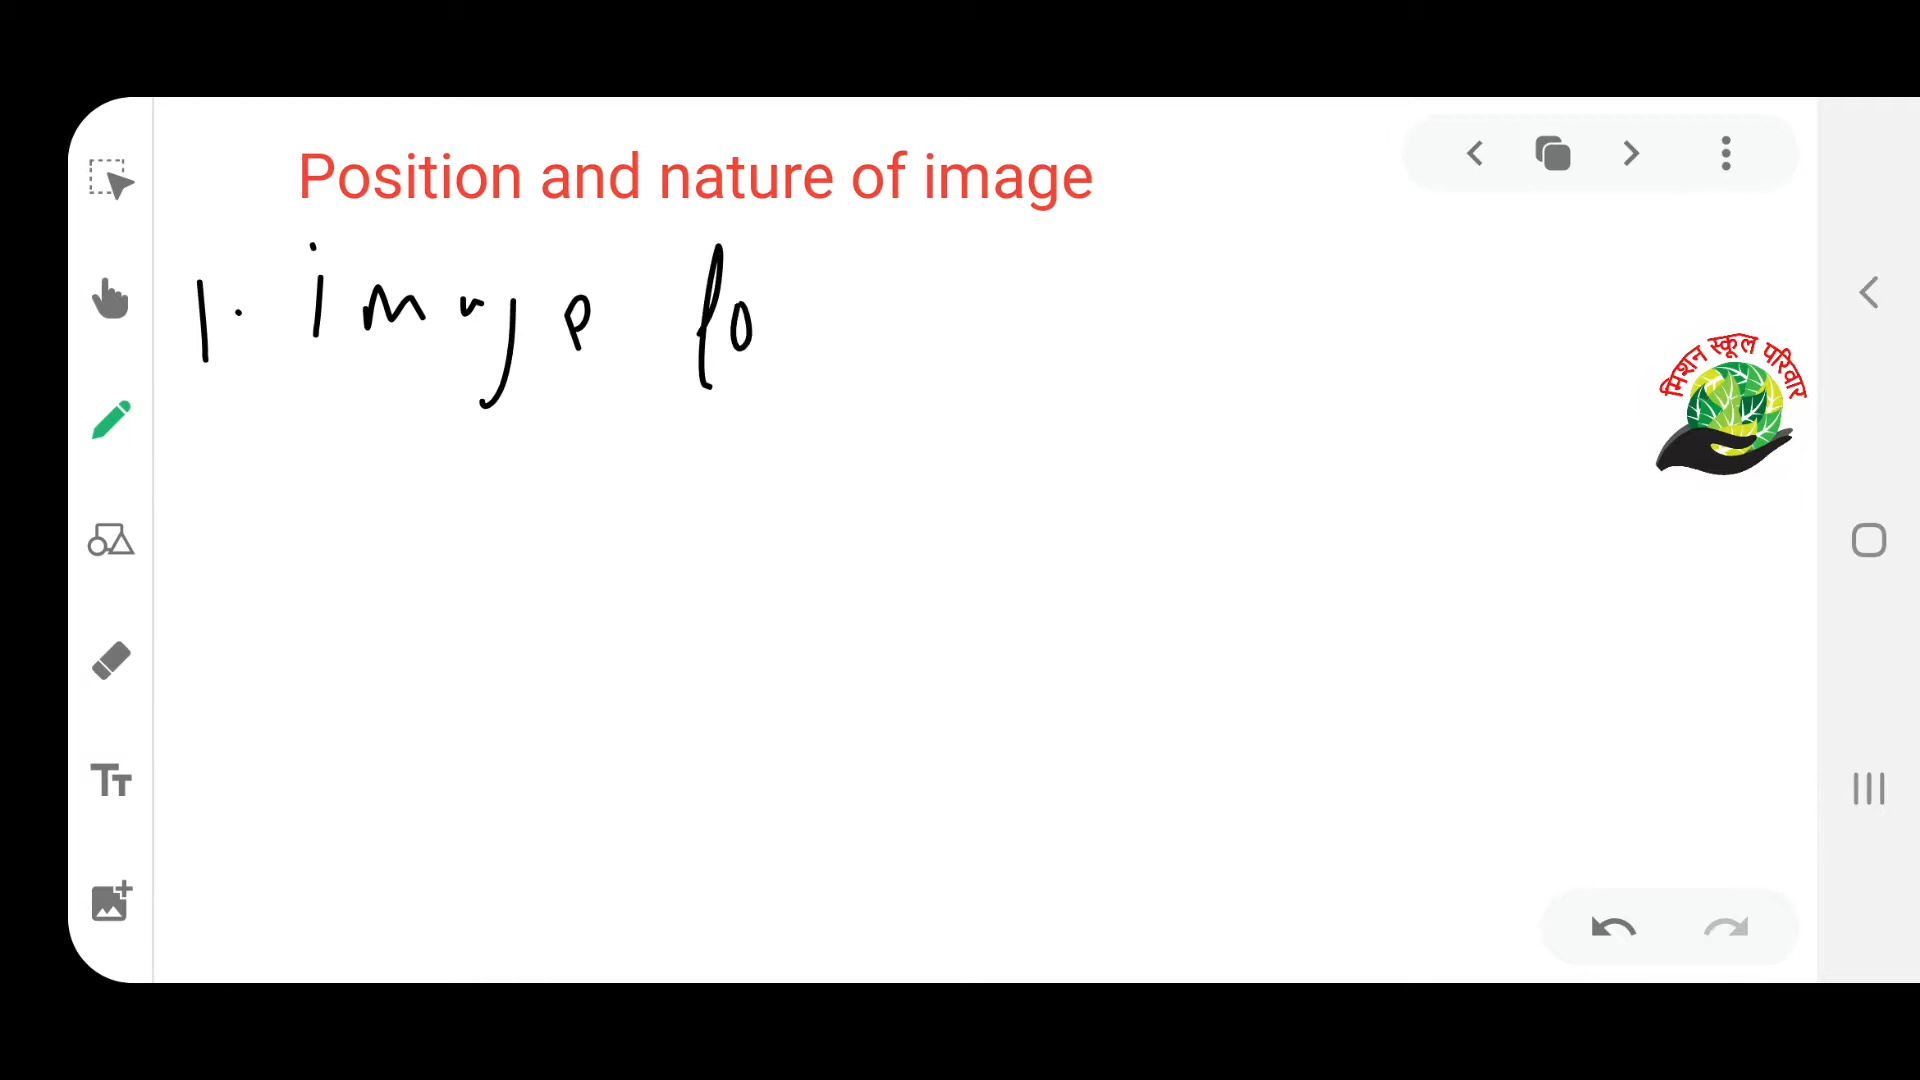 Position and nature of image
1. image fo
मिशन स्कूल परिवार